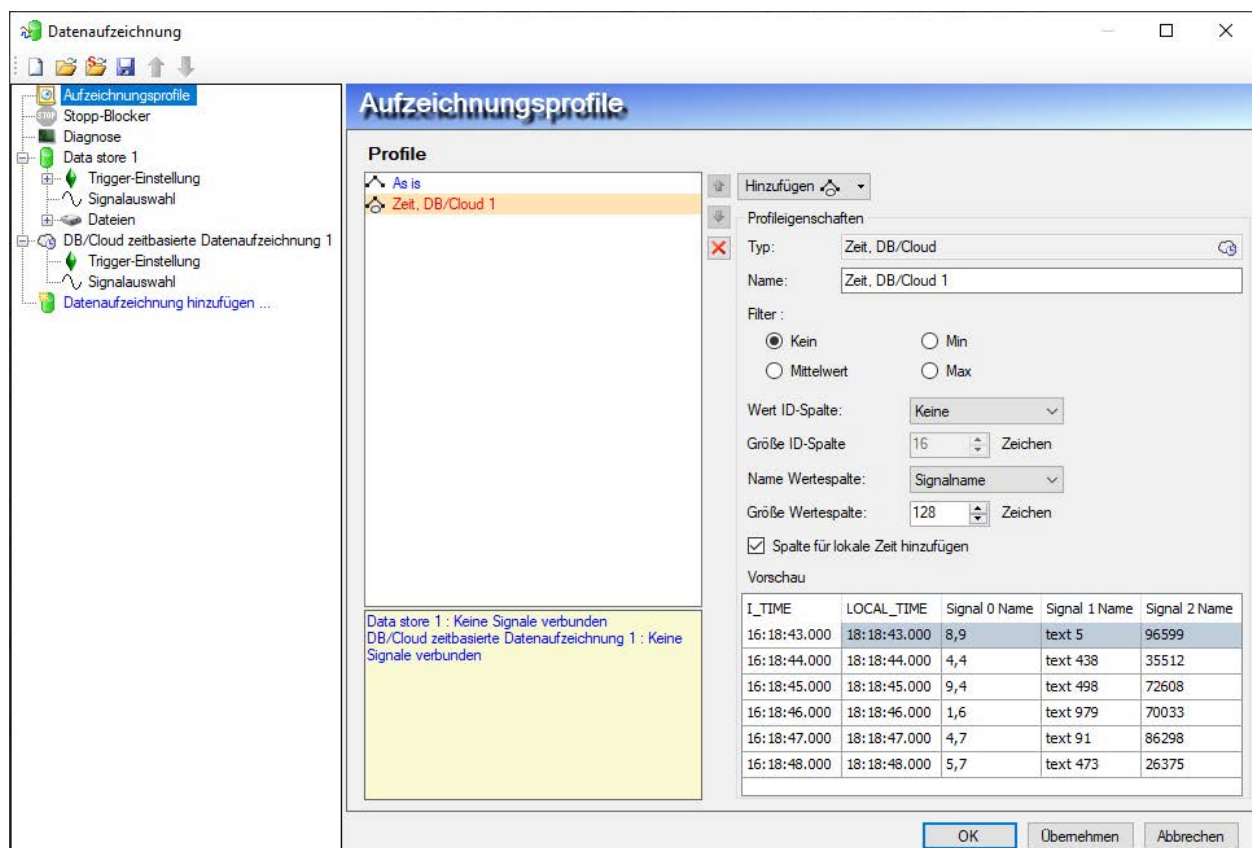 Datenaufzeichnung
Aufzeichnungsprofile
Stopp-Blocker
Diagnose
Data store 1
Trigger-Einstellung
Signalauswahl
Dateien
DB/Cloud zeitbasierte Datenaufzeichnung 1
Trigger-Einstellung
Signalauswahl
Datenaufzeichnung hinzufügen ...
Aufzeichnungsprofile
Profile
As is
Zeit, DB/Cloud 1
Data store 1 : Keine Signale verbunden
DB/Cloud zeitbasierte Datenaufzeichnung 1 : Keine
Signale verbunden
Hinzufügen
Profileigenschaften
Typ: Zeit, DB/Cloud
Name: Zeit, DB/Cloud 1
Filter :
Kein Min
Mittelwert Max
Wert ID-Spalte: Keine
Größe ID-Spalte 16 Zeichen
Name Wertespalte: Signalname
Größe Wertespalte: 128 Zeichen
Spalte für lokale Zeit hinzufügen
Vorschau
I_TIME LOCAL_TIME Signal 0 Name Signal 1 Name Signal 2 Name
16:18:43.000 18:18:43.000 8,9 text 5 96599
16:18:44.000 18:18:44.000 4,4 text 438 35512
16:18:45.000 18:18:45.000 9,4 text 498 72608
16:18:46.000 18:18:46.000 1,6 text 979 70033
16:18:47.000 18:18:47.000 4,7 text 91 86298
16:18:48.000 18:18:48.000 5,7 text 473 26375
OK Übernehmen Abbrechen